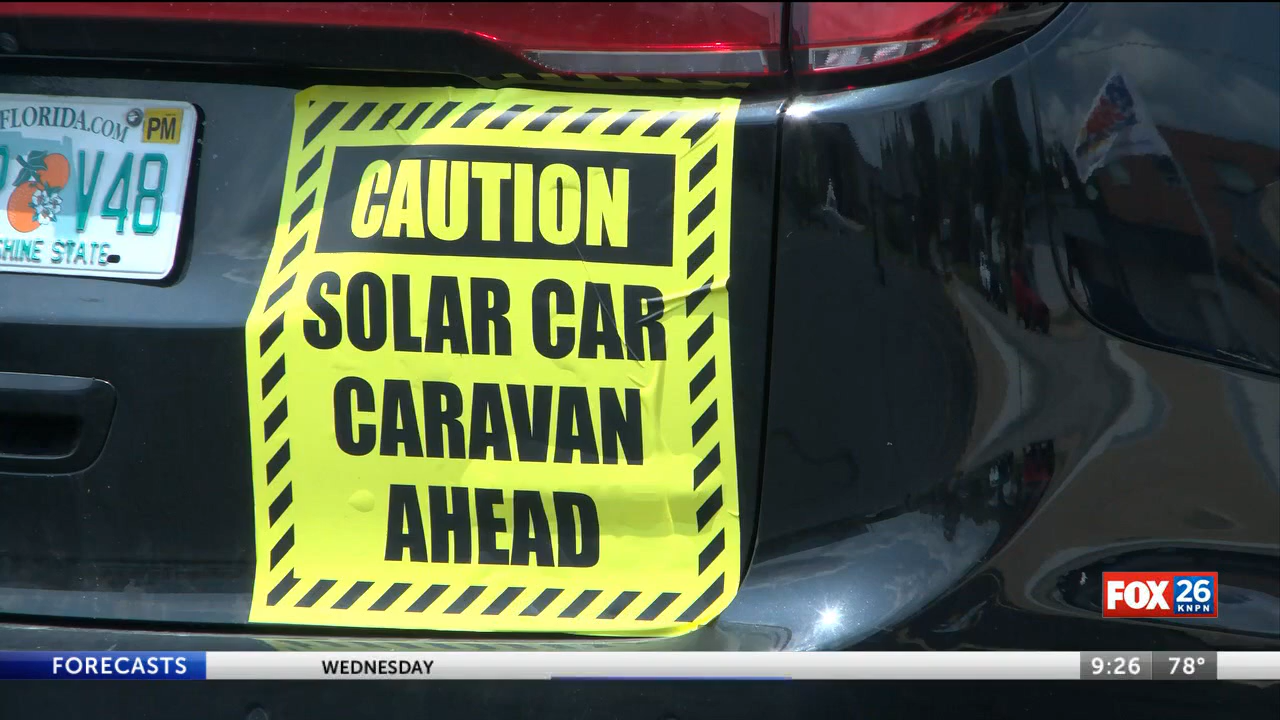 FLORIDA.COM
PM
V48
SHINE STATE
CAUTION
SOLAR CAR
CARAVAN
AHEAD
FOX 26
KNPN
FORECASTS
WEDNESDAY
9:26
78°